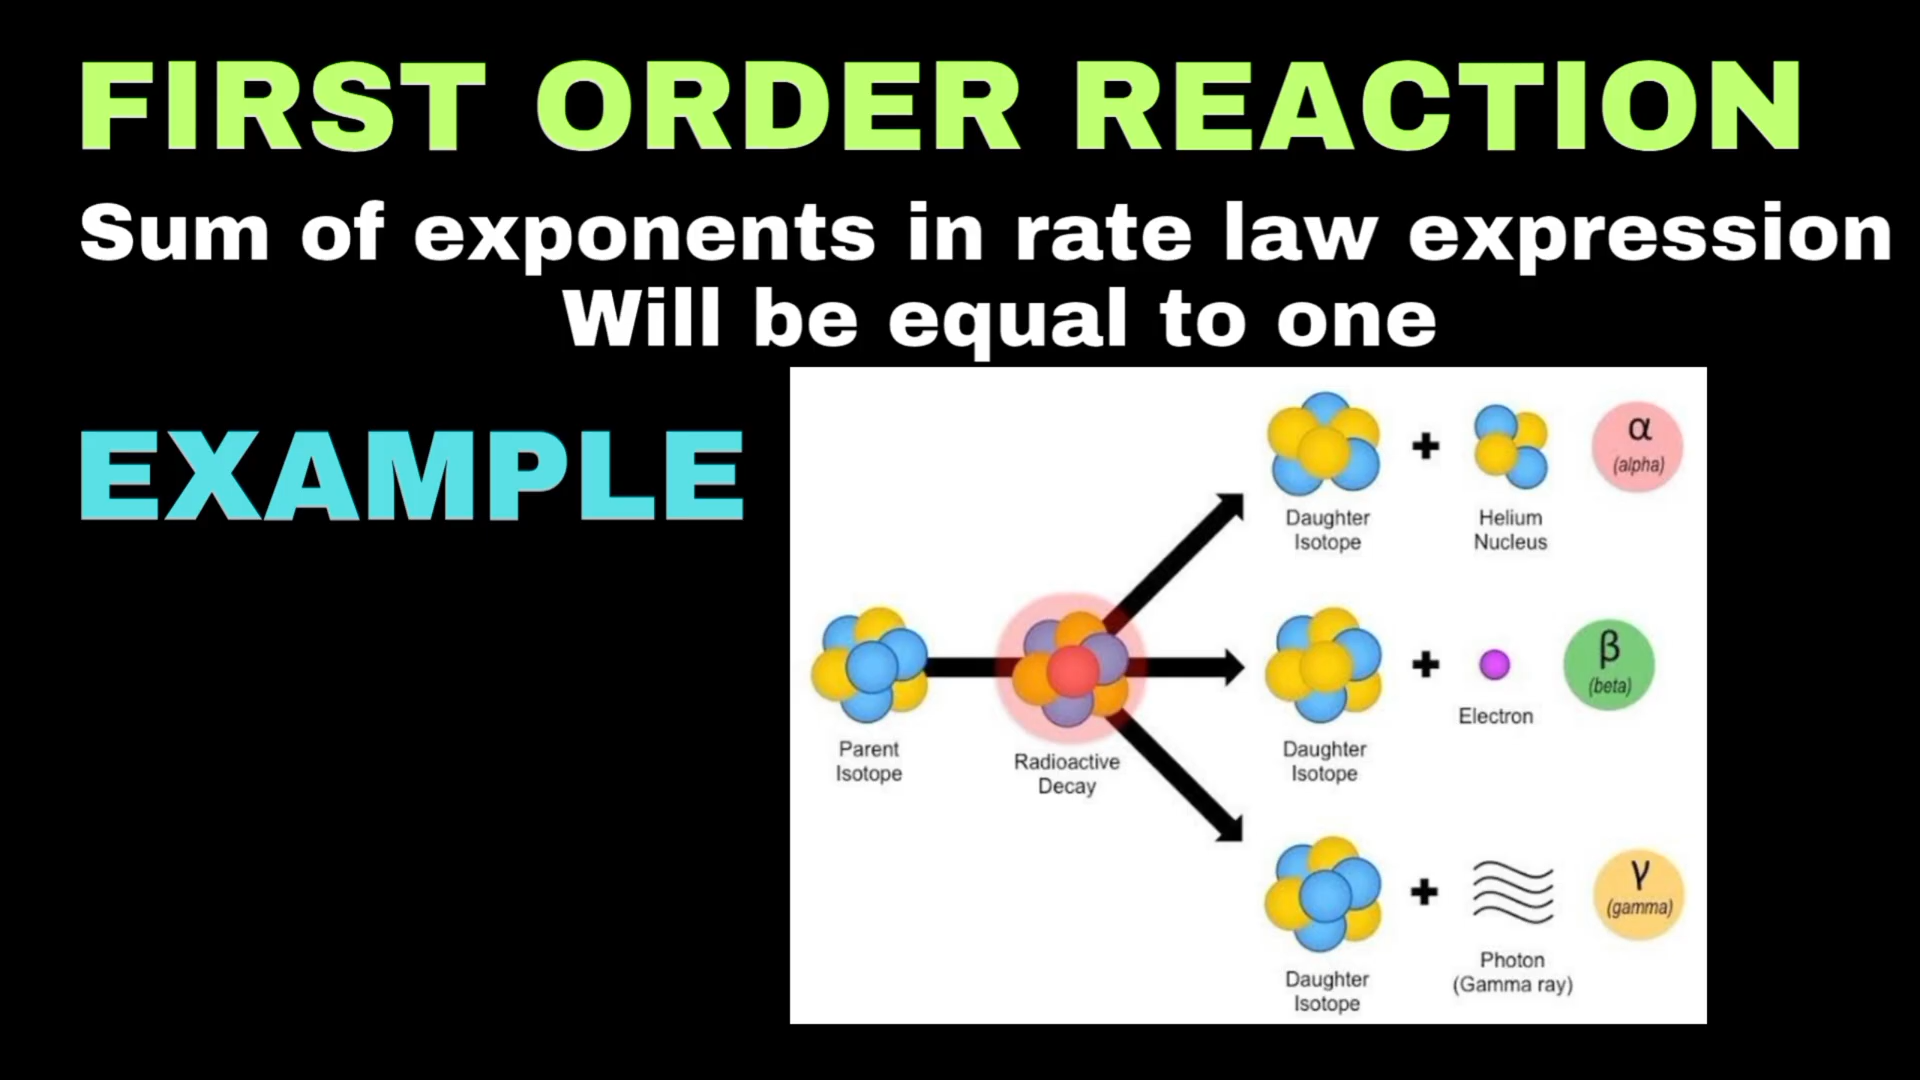 FIRST ORDER REACTION
Sum of exponents in rate law expression
Will be equal to one
EXAMPLE
α
(alpha)
Daughter
Isotope
Helium
Nucleus
β
(beta)
Electron
Parent
Isotope
Radioactive
Decay
Daughter
Isotope
γ
(gamma)
Photon
(Gamma ray)
Daughter
Isotope